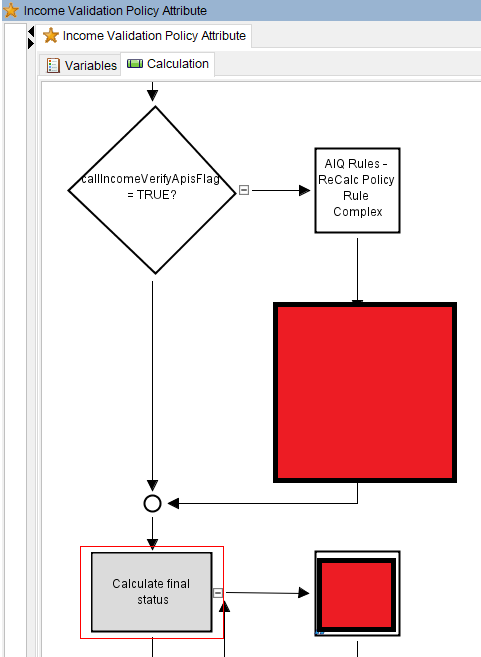 Income Validation Policy Attribute
Income Validation Policy Attribute
Variables
Calculation
callIncomeVerifyApisFlag
= TRUE?
AIQ Rules -
ReCalc Policy
Rule
Complex
Calculate final
status